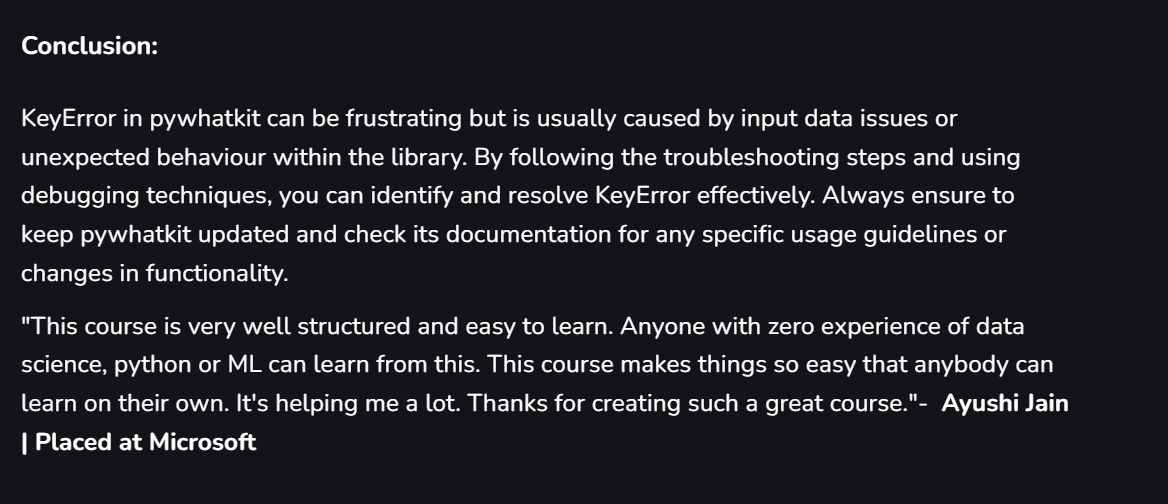 Conclusion:
KeyError in pywhatkit can be frustrating but is usually caused by input data issues or
unexpected behaviour within the library. By following the troubleshooting steps and using
debugging techniques, you can identify and resolve KeyError effectively. Always ensure to
keep pywhatkit updated and check its documentation for any specific usage guidelines or
changes in functionality.
"This course is very well structured and easy to learn. Anyone with zero experience of data
science, python or ML can learn from this. This course makes things so easy that anybody can
learn on their own. It's helping me a lot. Thanks for creating such a great course."- Ayushi Jain
| Placed at Microsoft